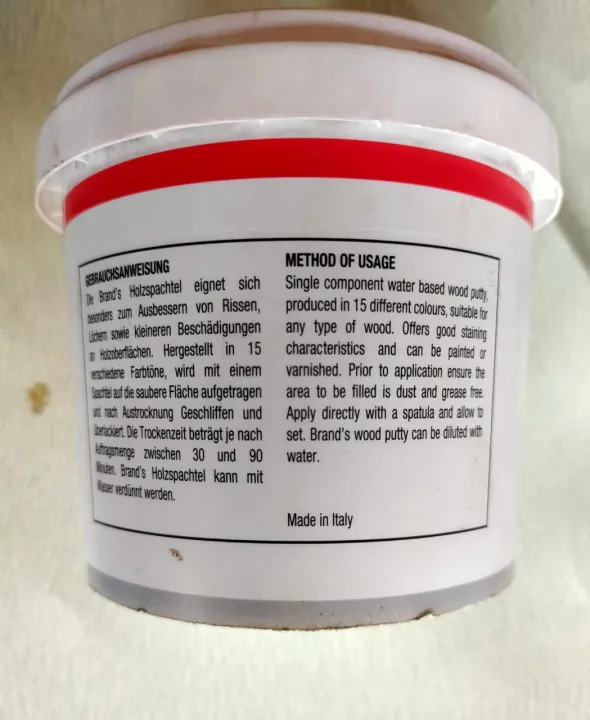 GEBRAUCHSANWEISUNG
Die Brand's Holzspachtel eignet sich
besonders zum Ausbessern von Rissen,
Löchern sowie kleineren Beschädigungen
an Holzoberflächen. Hergestellt in 15
verschiedene Farbtöne, wird mit einem
Spachtel auf die saubere Fläche aufgetragen
und nach Austrocknung Geschliffen und
überlackiert. Die Trockenzeit beträgt je nach
Auftragsmenge zwischen 30 und 90
Minuten. Brand's Holzspachtel kann mit
Wasser verdünnt werden.
METHOD OF USAGE
Single component water based wood putty,
produced in 15 different colours, suitable for
any type of wood. Offers good staining
characteristics and can be painted or
varnished. Prior to application ensure the
area to be filled is dust and grease free.
Apply directly with a spatula and allow to
set. Brand's wood putty can be diluted with
water.
Made in Italy